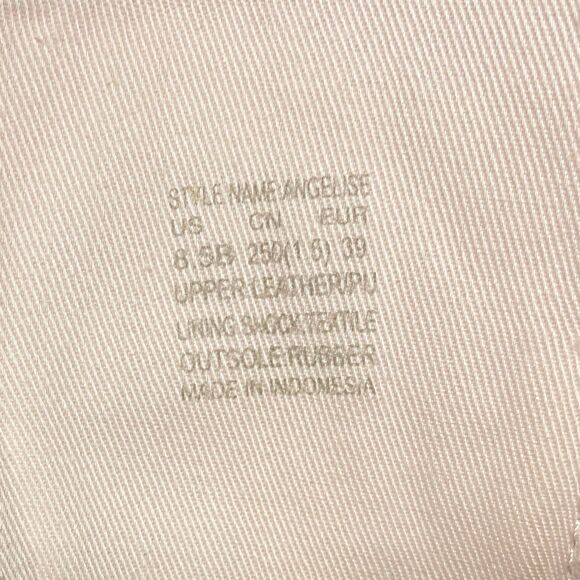 STYLE NAME:ANGELISE
US CN EUR
8.5B 250(1.5) 39
UPPER LEATHER/PU
LINING SHOCK TEXTILE
OUTSOLE:RUBBER
MADE IN INDONESIA